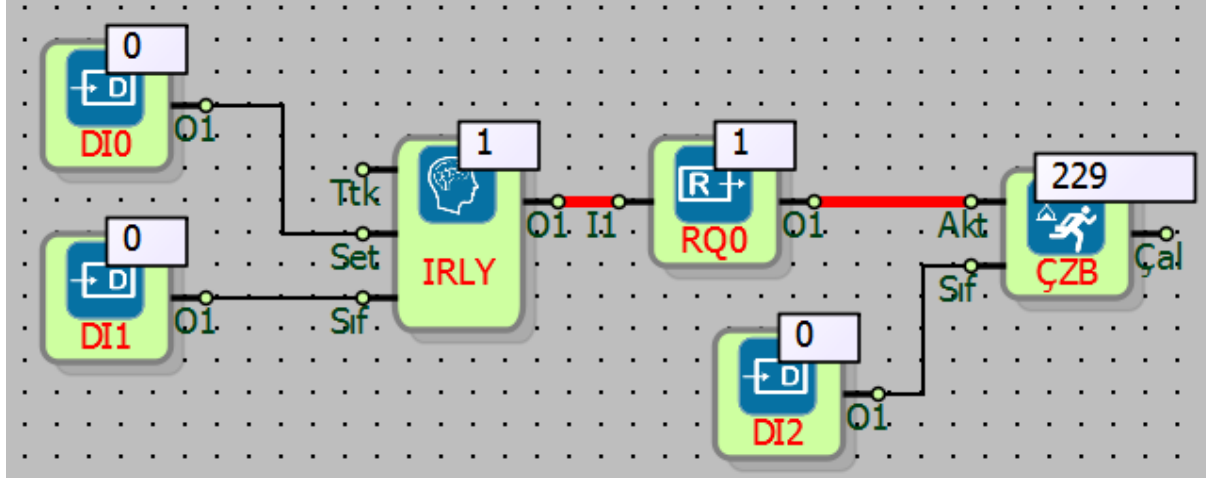 0
D
DI0
O1
0
D
DI1
O1
1
Ttk
Set
Sıf
IRLY
O1
I1
1
R
RQ0
O1
229
Akt
Sıf
ÇZB
Çal
0
D
DI2
O1